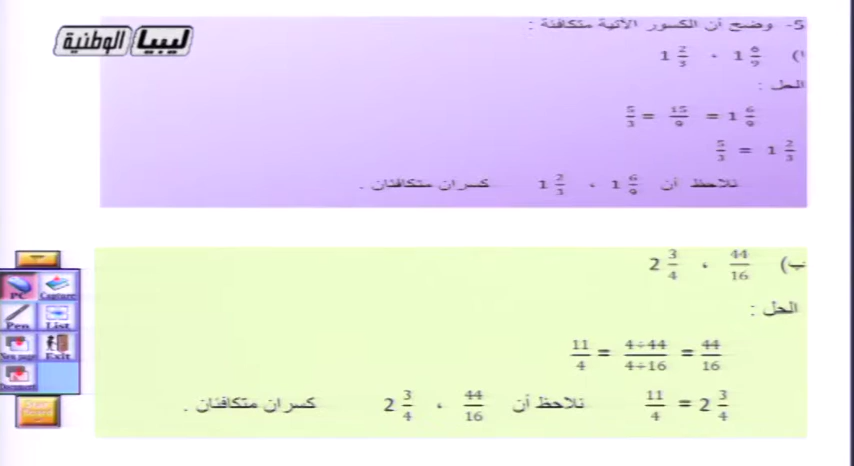 ليبيا الوطنية
5- وضح أن الكسور الآتية متكافئة :
أ) 1 6/9 ، 1 2/3
الحل :
1 6/9 = 15/9 = 5/3
1 2/3 = 5/3
نلاحظ أن 1 6/9 ، 1 2/3 كسران متكافئان .
ب) 44/16 ، 2 3/4
الحل :
44/16 = 4÷44/4÷16 = 11/4
2 3/4 = 11/4 نلاحظ أن 44/16 ، 2 3/4 كسران متكافئان .
PC Capture
Pen List
Exit